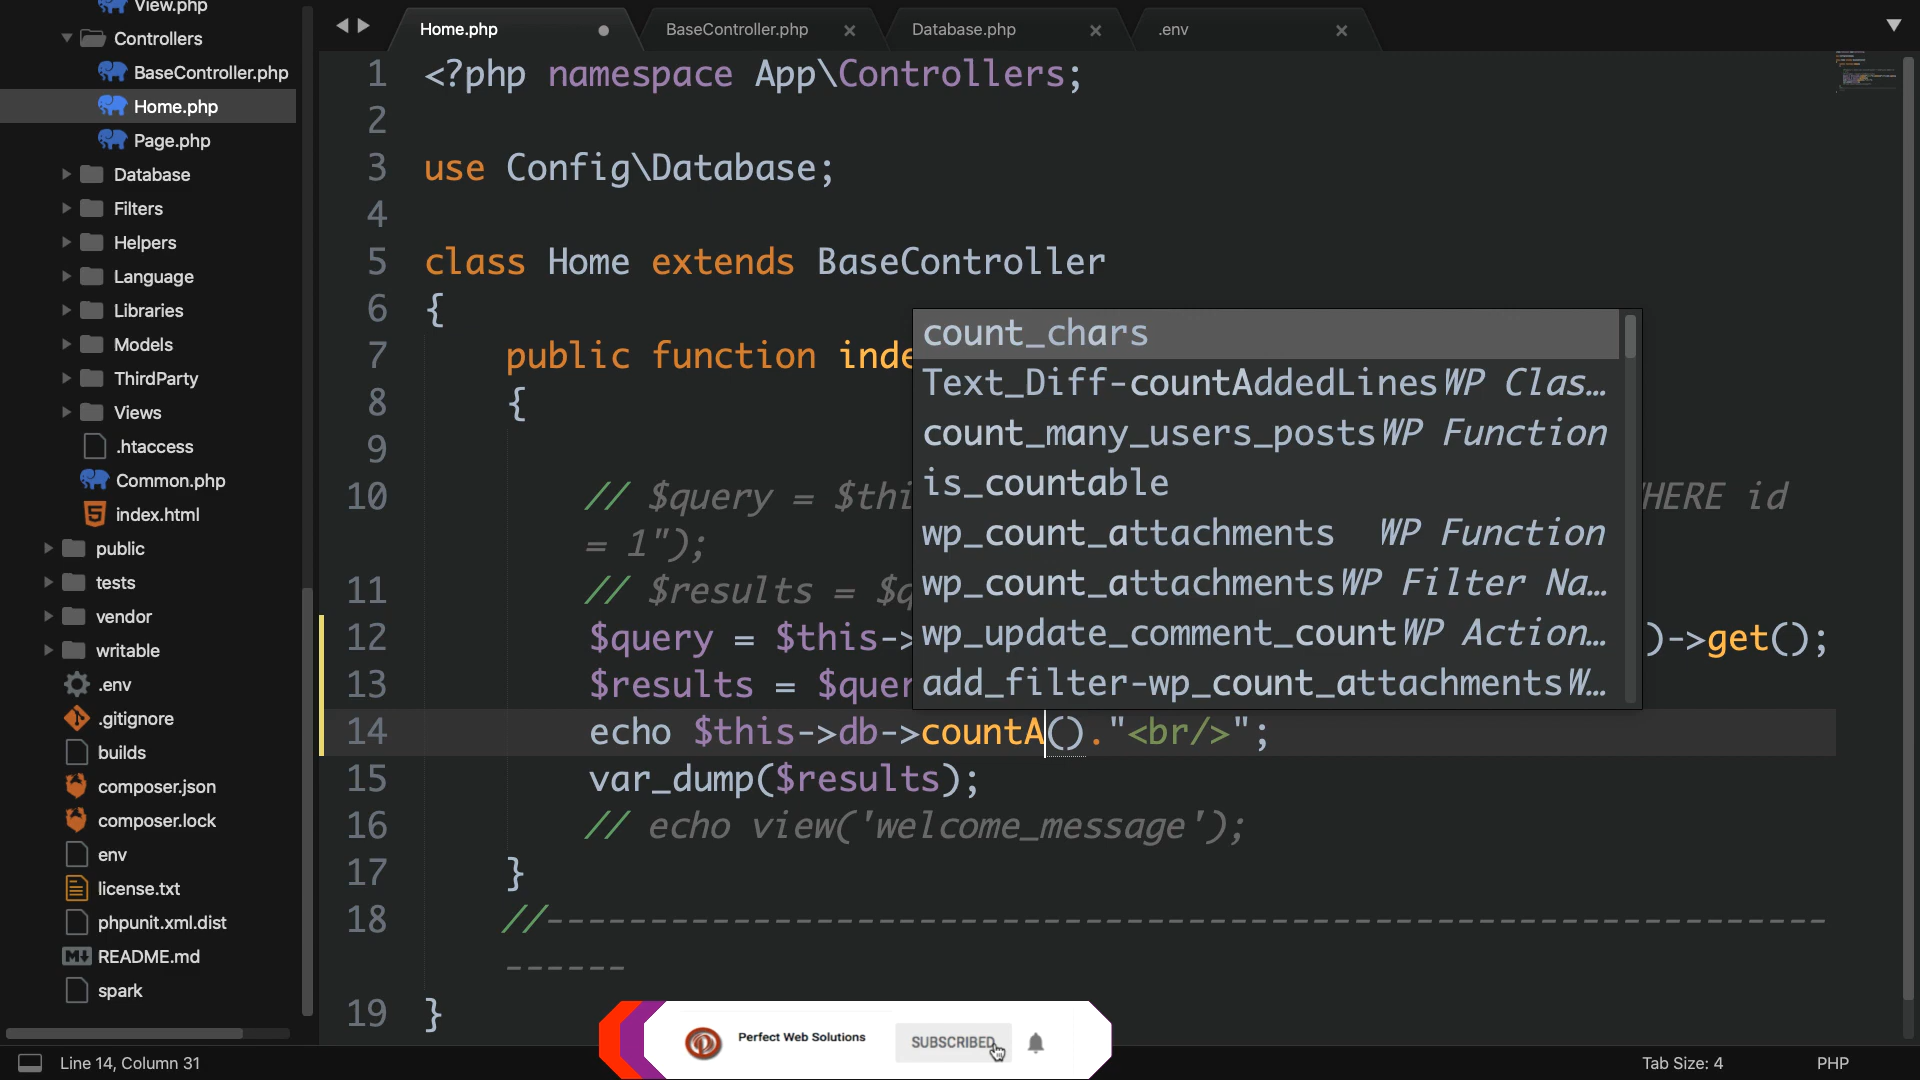 View.php
Controllers
BaseController.php
Home.php
Page.php
Database
Filters
Helpers
Language
Libraries
Models
ThirdParty
Views
.htaccess
Common.php
index.html
public
tests
vendor
writable
.env
.gitignore
builds
composer.json
composer.lock
env
license.txt
phpunit.xml.dist
README.md
spark
Home.php
BaseController.php
Database.php
.env
1 <?php namespace App\Controllers;
2
3 use Config\Database;
4
5 class Home extends BaseController
6 {
7 public function inde
8 {
9
10 // $query = $thi HERE id
= 1");
11 // $results = $q
12 $query = $this-> )->get();
13 $results = $quer
14 echo $this->db->countA()."<br/>";
15 var_dump($results);
16 // echo view('welcome_message');
17 }
18 //--------------------------------------------------------------
------
19 }
count_chars
Text_Diff-countAddedLines WP Clas…
count_many_users_posts WP Function
is_countable
wp_count_attachments WP Function
wp_count_attachments WP Filter Na…
wp_update_comment_count WP Action…
add_filter-wp_count_attachments W…
Perfect Web Solutions
SUBSCRIBED
Line 14, Column 31
Tab Size: 4
PHP